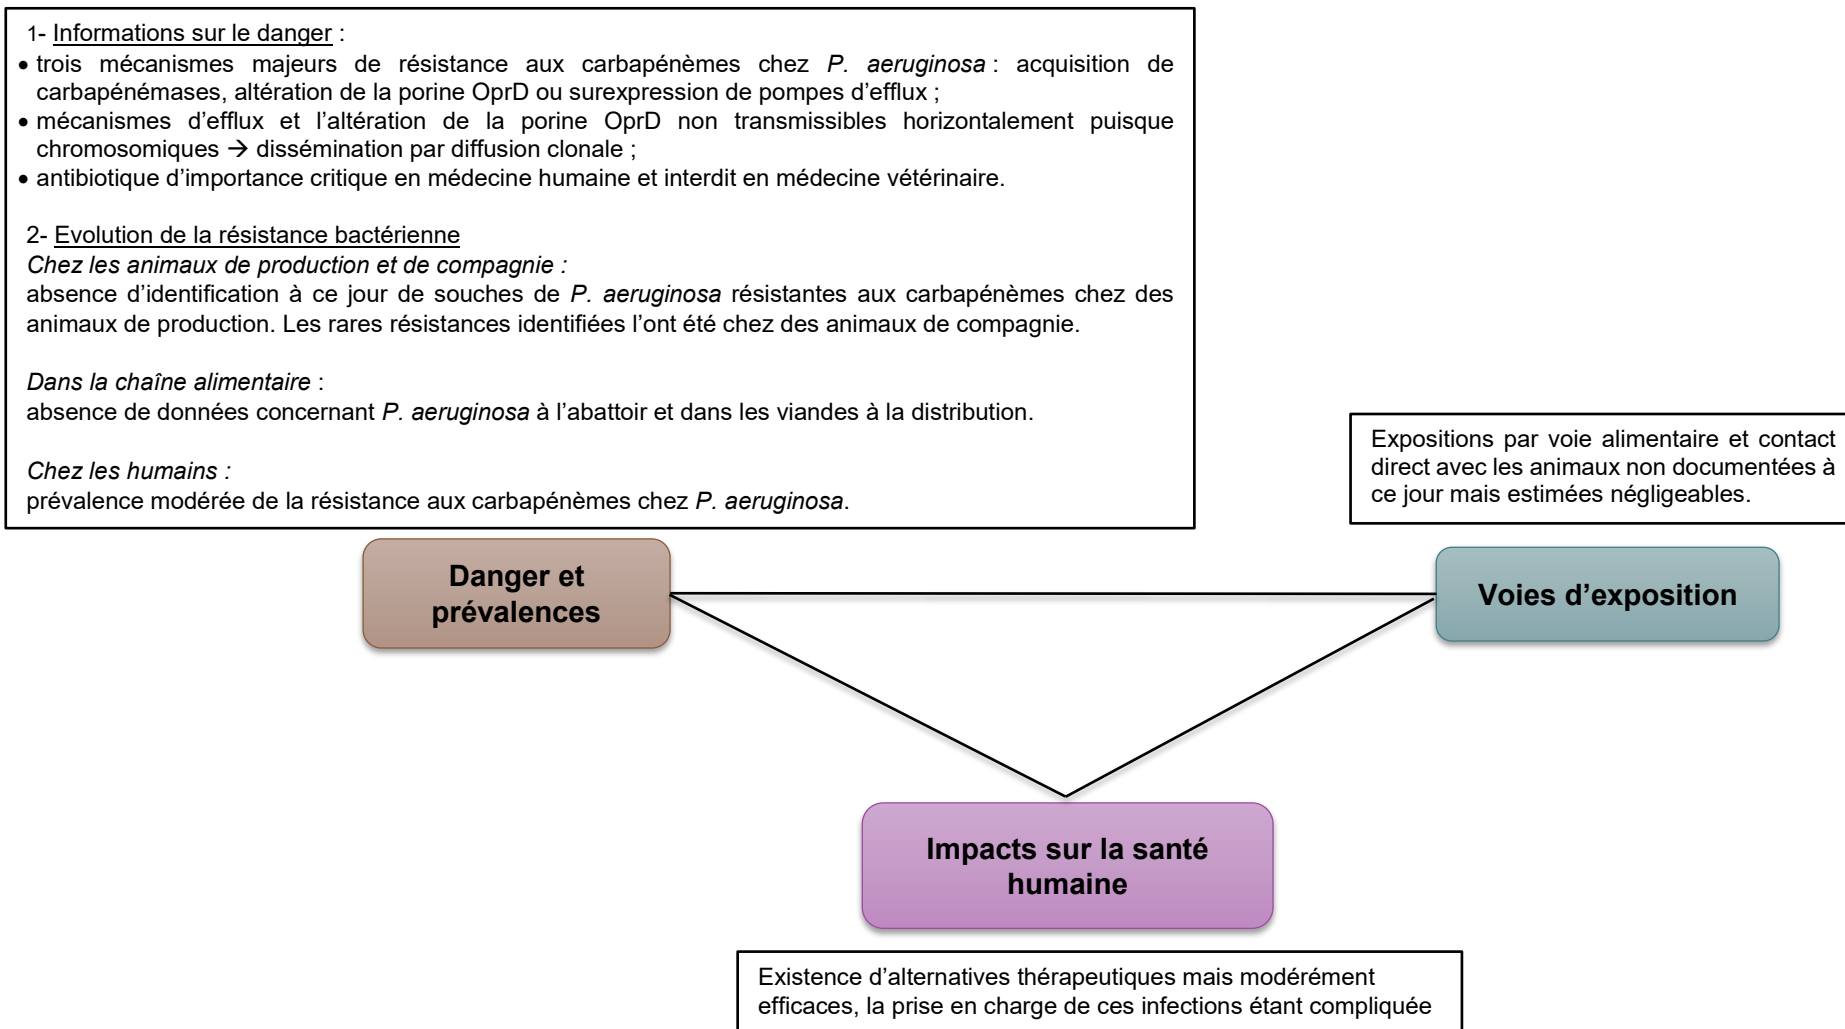 1- Informations sur le danger :
• trois mécanismes majeurs de résistance aux carbapénèmes chez P. aeruginosa : acquisition de
carbapénémases, altération de la porine OprD ou surexpression de pompes d’efflux ;
• mécanismes d’efflux et l’altération de la porine OprD non transmissibles horizontalement puisque
chromosomiques → dissémination par diffusion clonale ;
• antibiotique d’importance critique en médecine humaine et interdit en médecine vétérinaire.
2- Evolution de la résistance bactérienne
Chez les animaux de production et de compagnie :
absence d’identification à ce jour de souches de P. aeruginosa résistantes aux carbapénèmes chez des
animaux de production. Les rares résistances identifiées l’ont été chez des animaux de compagnie.
Dans la chaîne alimentaire :
absence de données concernant P. aeruginosa à l’abattoir et dans les viandes à la distribution.
Chez les humains :
prévalence modérée de la résistance aux carbapénèmes chez P. aeruginosa.
Expositions par voie alimentaire et contact
direct avec les animaux non documentées à
ce jour mais estimées négligeables.
Danger et
prévalences
Voies d’exposition
Impacts sur la santé
humaine
Existence d’alternatives thérapeutiques mais modérément
efficaces, la prise en charge de ces infections étant compliquée